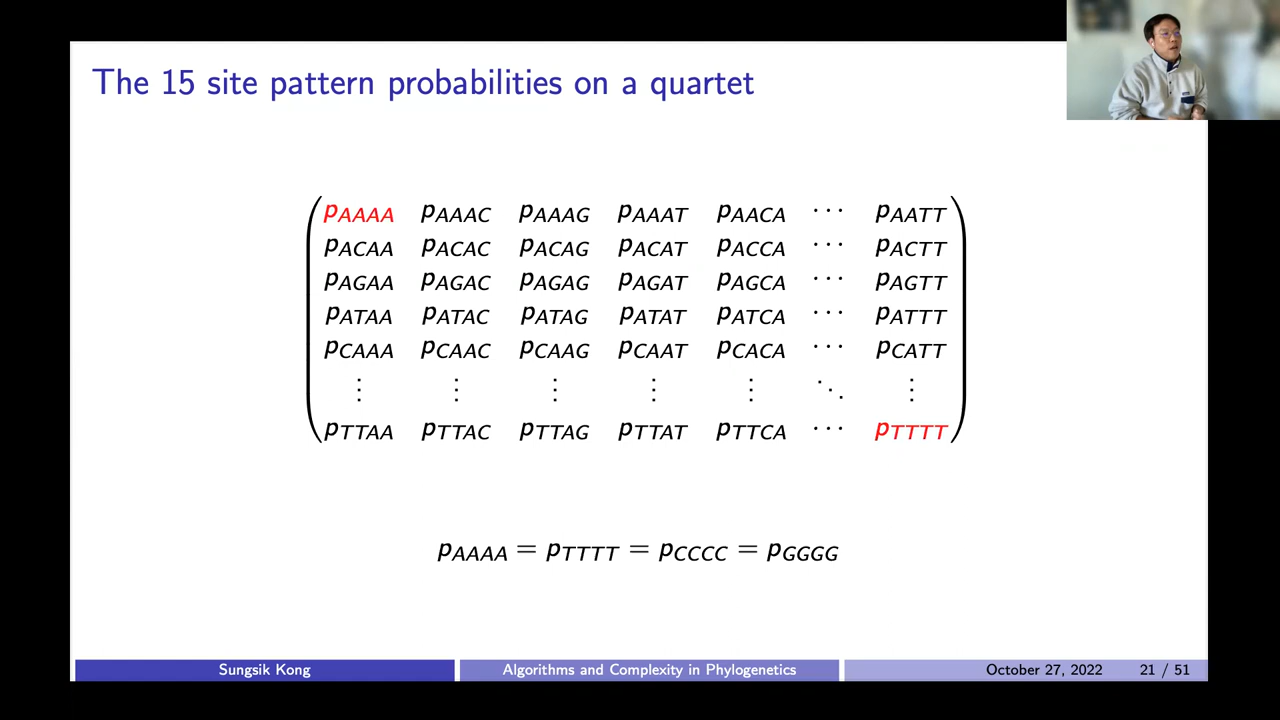 The 15 site pattern probabilities on a quartet
pAAAA pAAAC pAAAG pAAAT pAACA ⋯ pAATT
pACAA pACAC pACAG pACAT pACCA ⋯ pACTT
pAGAA pAGAC pAGAG pAGAT pAGCA ⋯ pAGTT
pATAA pATAC pATAG pATAT pATCA ⋯ pATTT
pCAAA pCAAC pCAAG pCAAT pCACA ⋯ pCATT
⋮ ⋮ ⋮ ⋮ ⋮ ⋱ ⋮
pTTAA pTTAC pTTAG pTTAT pTTCA ⋯ pTTTT
pAAAA = pTTTT = pCCCC = pGGGG
Sungsik Kong Algorithms and Complexity in Phylogenetics October 27, 2022 21 / 51